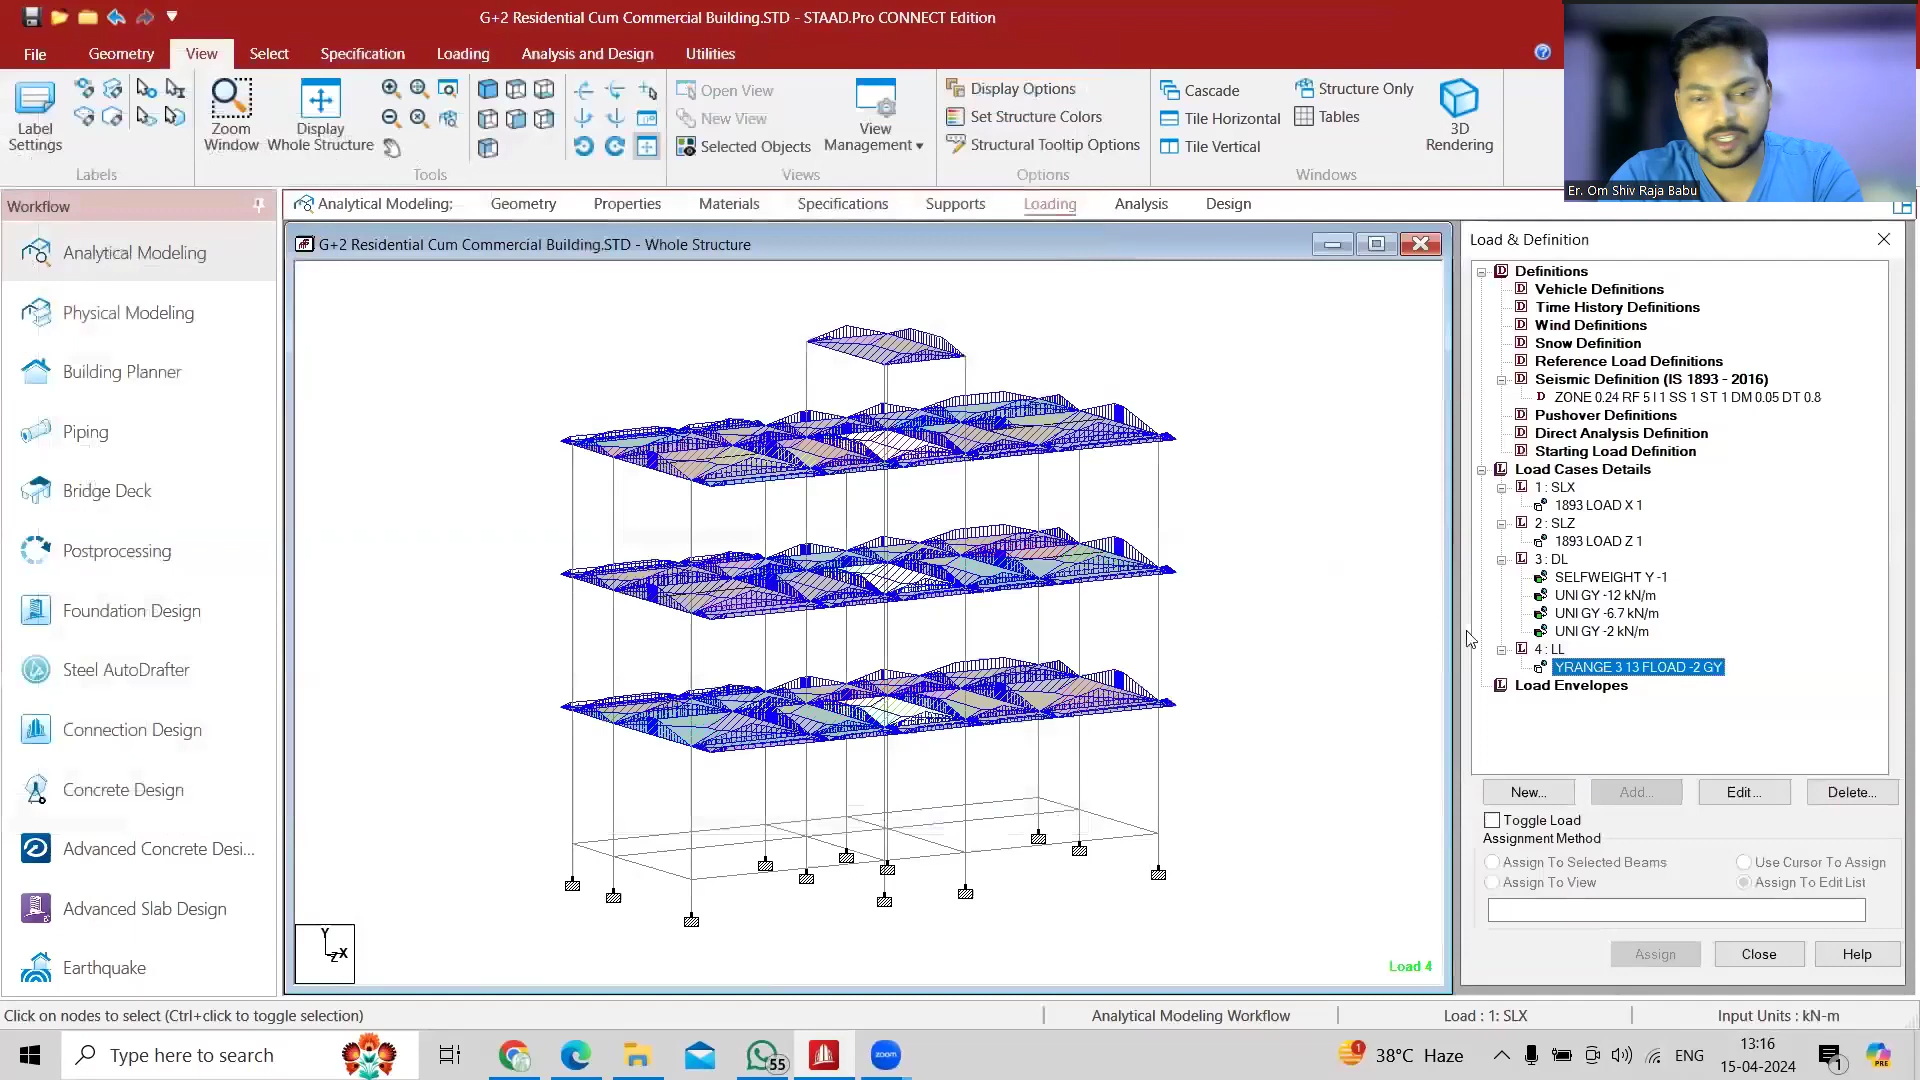 G+2 Residential Cum Commercial Building.STD - STAAD.Pro CONNECT Edition
File
Geometry
View
Select
Specification
Loading
Analysis and Design
Utilities
Label
Settings
Zoom
Window
Display
Whole Structure
Open View
New View
Selected Objects
View
Management
Display Options
Set Structure Colors
Structural Tooltip Options
Cascade
Tile Horizontal
Tile Vertical
Structure Only
Tables
3D
Rendering
Labels
Tools
Views
Options
Windows
Er. Om Shiv Raja Babu
Workflow
Analytical Modeling
Physical Modeling
Building Planner
Piping
Bridge Deck
Postprocessing
Foundation Design
Steel AutoDrafter
Connection Design
Concrete Design
Advanced Concrete Desi...
Advanced Slab Design
Earthquake
Analytical Modeling:
Geometry
Properties
Materials
Specifications
Supports
Loading
Analysis
Design
G+2 Residential Cum Commercial Building.STD - Whole Structure
Y
X
Z
Load 4
Load & Definition
Definitions
Vehicle Definitions
Time History Definitions
Wind Definitions
Snow Definition
Reference Load Definitions
Seismic Definition (IS 1893 - 2016)
ZONE 0.24 RF 5 I 1 SS 1 ST 1 DM 0.05 DT 0.8
Pushover Definitions
Direct Analysis Definition
Starting Load Definition
Load Cases Details
1 : SLX
1893 LOAD X 1
2 : SLZ
1893 LOAD Z 1
3 : DL
SELFWEIGHT Y -1
UNI GY -12 kN/m
UNI GY -6.7 kN/m
UNI GY -2 kN/m
4 : LL
YRANGE 3 13 FLOAD -2 GY
Load Envelopes
New...
Add...
Edit...
Delete...
Toggle Load
Assignment Method
Assign To Selected Beams
Use Cursor To Assign
Assign To View
Assign To Edit List
Assign
Close
Help
Click on nodes to select (Ctrl+click to toggle selection)
Analytical Modeling Workflow
Load : 1: SLX
Input Units : kN-m
Type here to search
55
zoom
1
38°C Haze
ENG
13:16
15-04-2024
1
PRE